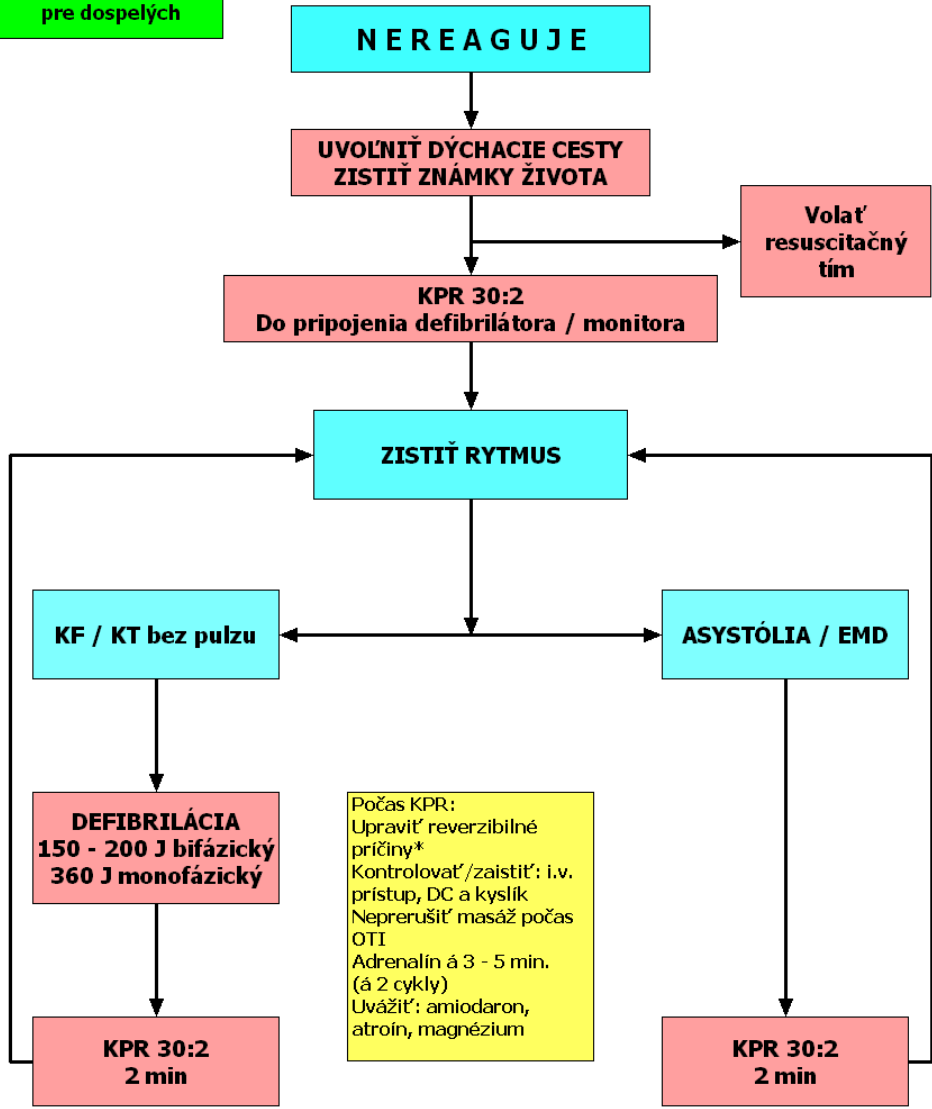 pre dospelých
N E R E A G U J E
UVOĽNIŤ DÝCHACIE CESTY
ZISTIŤ ZNÁMKY ŽIVOTA
Volať
resuscitačný
tím
KPR 30:2
Do pripojenia defibrilátora / monitora
ZISTIŤ RYTMUS
KF / KT bez pulzu
ASYSTÓLIA / EMD
DEFIBRILÁCIA
150 - 200 J bifázický
360 J monofázický
Počas KPR:
Upraviť reverzibilné
príčiny*
Kontrolovať/zaistiť: i.v.
prístup, DC a kyslík
Neprerušiť masáž počas
OTI
Adrenalín á 3 - 5 min.
(á 2 cykly)
Uvážiť: amiodaron,
atroín, magnézium
KPR 30:2
2 min
KPR 30:2
2 min